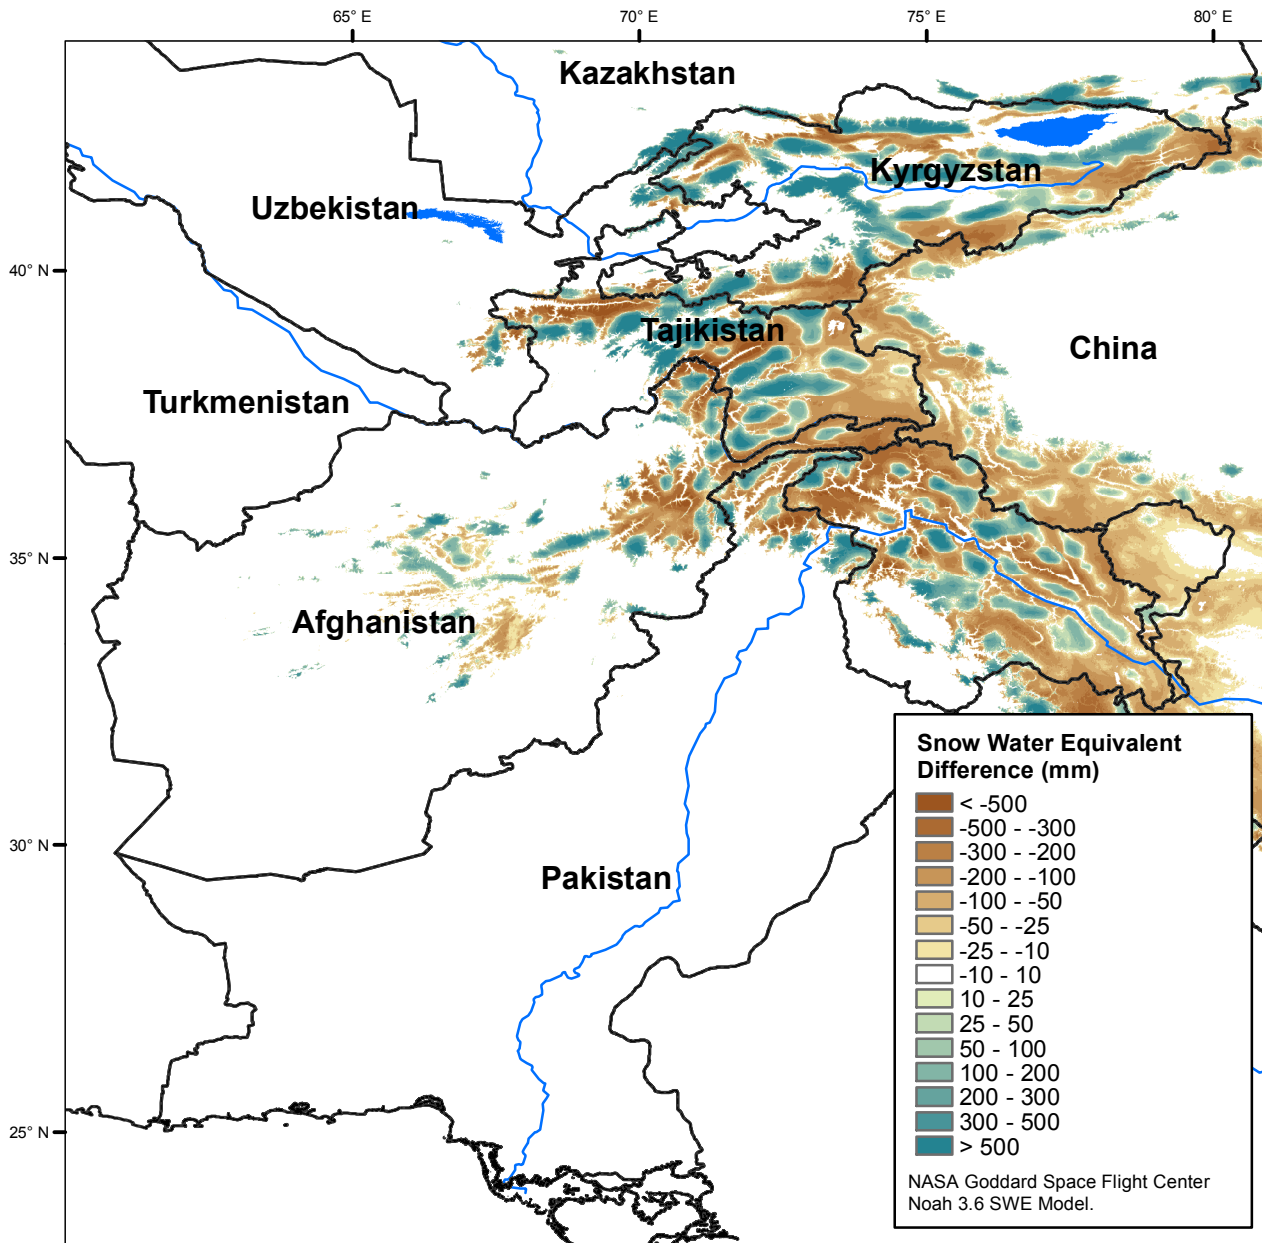 65° E
70° E
75° E
80° E
Kazakhstan
Kyrgyzstan
Uzbekistan
40° N
Tajikistan
China
Turkmenistan
35° N
Afghanistan
Snow Water Equivalent
Difference (mm)
< -500
-500 - -300
-300 - -200
-200 - -100
-100 - -50
-50 - -25
-25 - -10
-10 - 10
10 - 25
25 - 50
50 - 100
100 - 200
200 - 300
300 - 500
> 500
NASA Goddard Space Flight Center
Noah 3.6 SWE Model.
30° N
Pakistan
25° N